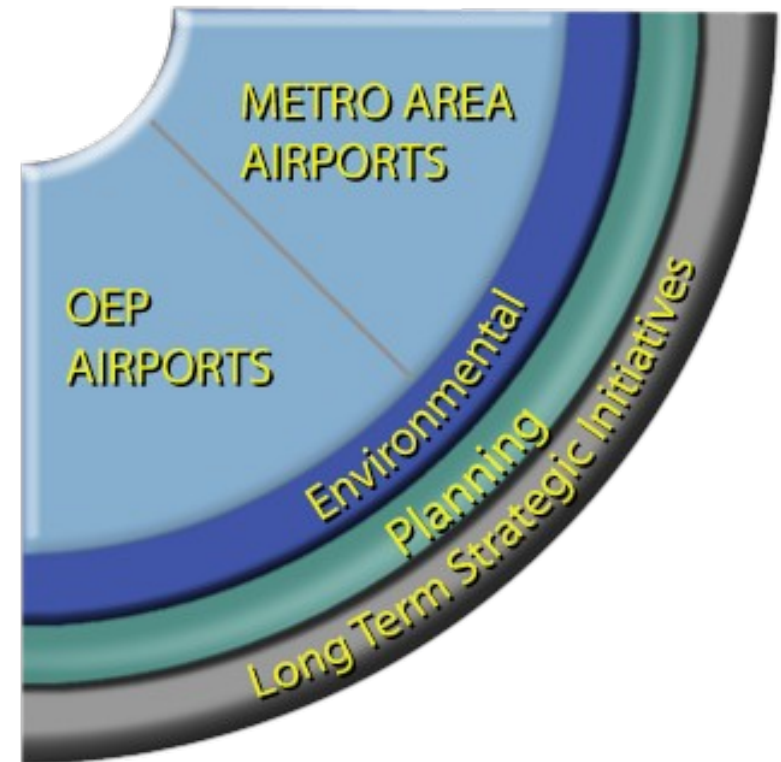 METRO AREA
AIRPORTS
OEP
AIRPORTS
Environmental
Planning
Long Term Strategic Initiatives